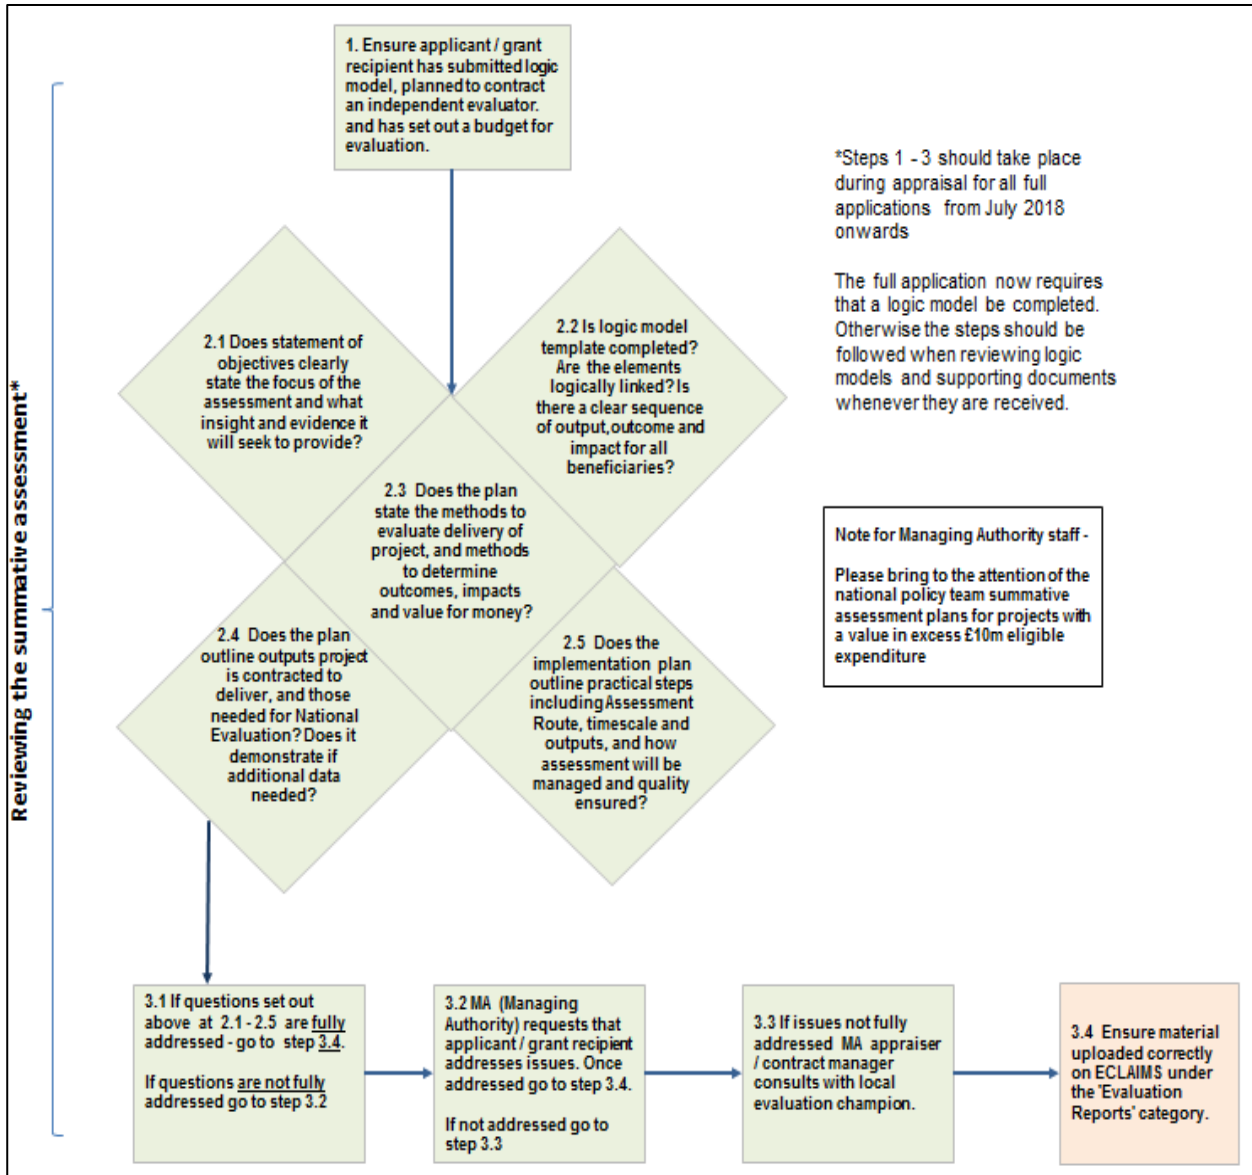 Reviewing the summative assessment*
1. Ensure applicant / grant
recipient has submitted logic
model, planned to contract
an independent evaluator.
and has set out a budget for
evaluation.
*Steps 1 - 3 should take place
during appraisal for all full
applications from July 2018
onwards
The full application now requires
that a logic model be completed.
Otherwise the steps should be
followed when reviewing logic
models and supporting documents
whenever they are received.
2.1 Does statement of
objectives clearly
state the focus of the
assessment and what
insight and evidence it
will seek to provide?
2.2 Is logic model
template completed?
Are the elements
logically linked? Is
there a clear sequence
of output,outcome and
impact for all
beneficiaries?
2.3 Does the plan
state the methods to
evaluate delivery of
project, and methods
to determine
outcomes, impacts
and value for money?
2.4 Does the plan
outline outputs project
is contracted to
deliver, and those
needed for National
Evaluation? Does it
demonstrate if
additional data
needed?
2.5 Does the
implementation plan
outline practical steps
including Assessment
Route, timescale and
outputs, and how
assessment will be
managed and quality
ensured?
Note for Managing Authority staff -
Please bring to the attention of the
national policy team summative
assessment plans for projects with
a value in excess £10m eligible
expenditure
3.1 If questions set out
above at 2.1 - 2.5 are fully
addressed - go to step 3.4.
If questions are not fully
addressed go to step 3.2
3.2 MA (Managing
Authority) requests that
applicant / grant recipient
addresses issues. Once
addressed go to step 3.4.
If not addressed go to
step 3.3
3.3 If issues not fully
addressed MA appraiser
/ contract manager
consults with local
evaluation champion.
3.4 Ensure material
uploaded correctly
on ECLAIMS under
the 'Evaluation
Reports' category.